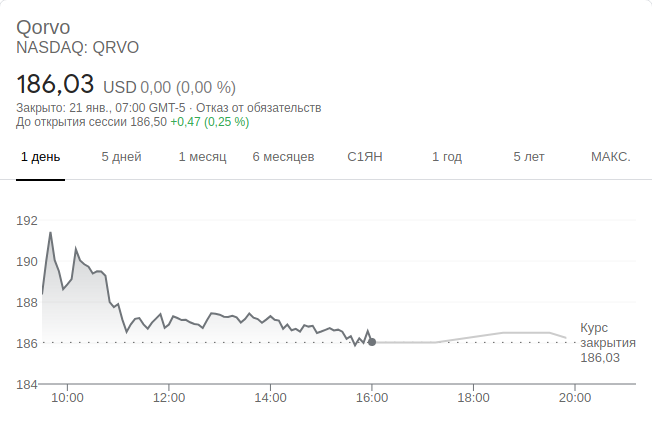 Qorvo
NASDAQ: QRVO
186,03 USD 0,00 (0,00 %)
Закрыто: 21 янв., 07:00 GMT-5 · Отказ от обязательств
До открытия сессии 186,50 +0,47 (0,25 %)
1 день 5 дней 1 месяц 6 месяцев С1ЯН 1 год 5 лет МАКС.
192
190
188
186
184
Курс
закрытия
186,03
10:00 12:00 14:00 16:00 18:00 20:00